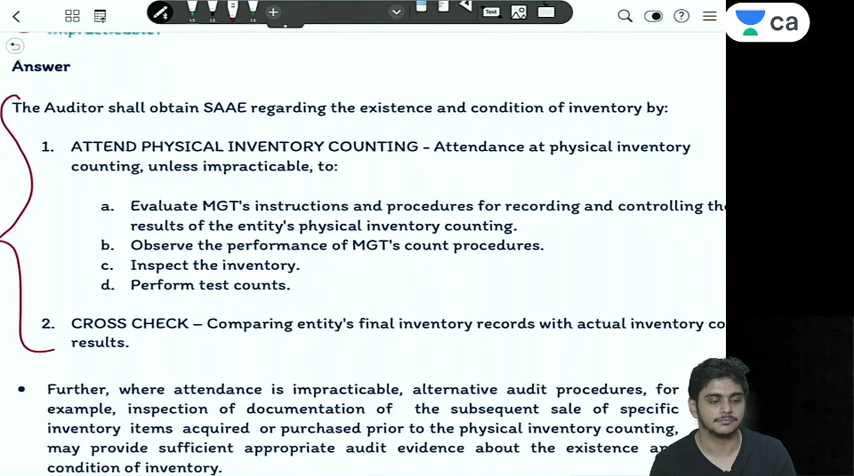 Text
ca
impracticable?
Answer
The Auditor shall obtain SAAE regarding the existence and condition of inventory by:
1. ATTEND PHYSICAL INVENTORY COUNTING - Attendance at physical inventory
counting, unless impracticable, to:
a. Evaluate MGT's instructions and procedures for recording and controlling the
results of the entity's physical inventory counting.
b. Observe the performance of MGT's count procedures.
c. Inspect the inventory.
d. Perform test counts.
2. CROSS CHECK – Comparing entity's final inventory records with actual inventory co
results.
• Further, where attendance is impracticable, alternative audit procedures, for
example, inspection of documentation of the subsequent sale of specific
inventory items acquired or purchased prior to the physical inventory counting,
may provide sufficient appropriate audit evidence about the existence an
condition of inventory.